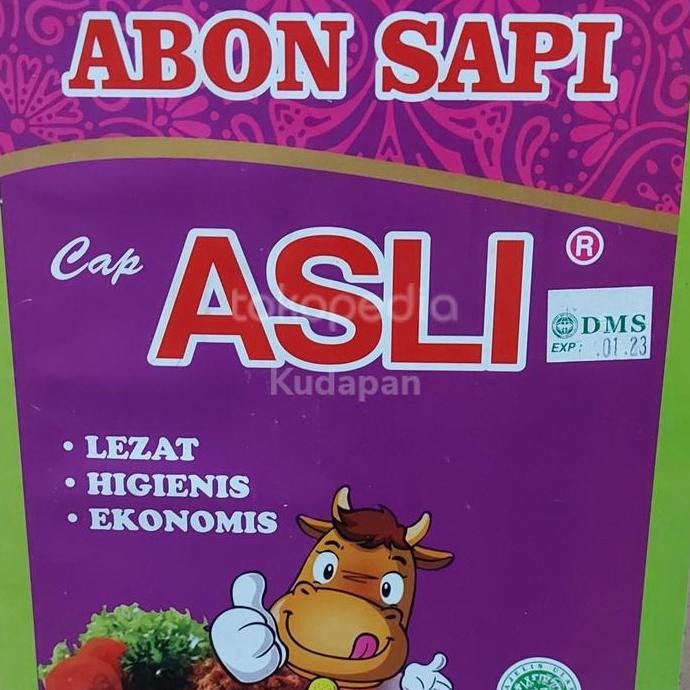 ABON SAPI
Cap ASLI ®
tokopedia
Kudapan
DMS
EXP: .01.23
• LEZAT
• HIGIENIS
• EKONOMIS